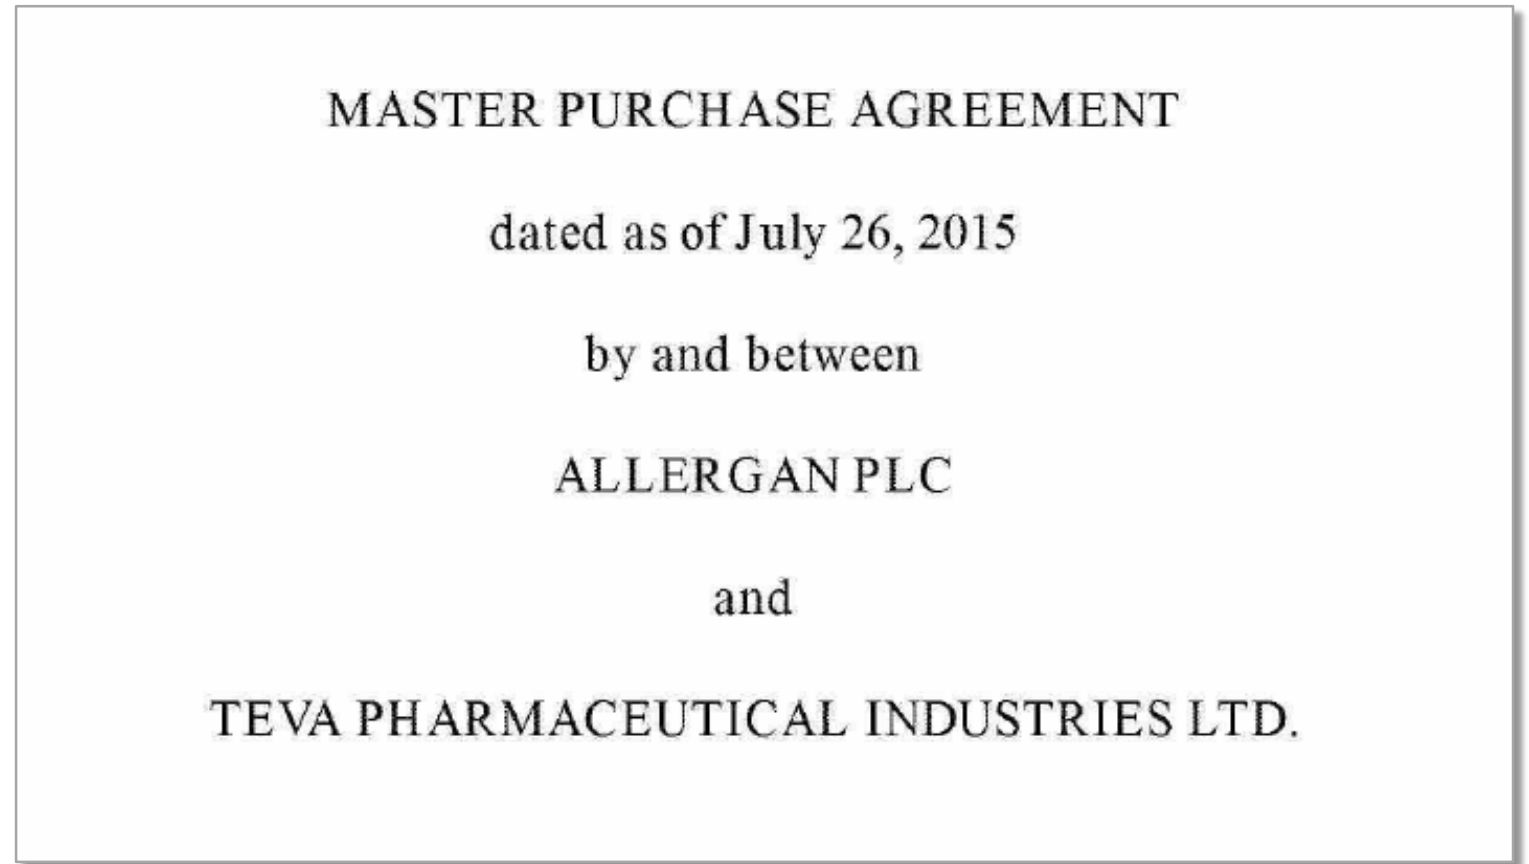 MASTER PURCHASE AGREEMENT
dated as of July 26, 2015
by and between
ALLERGAN PLC
and
TEVA PHARMACEUTICAL INDUSTRIES LTD.